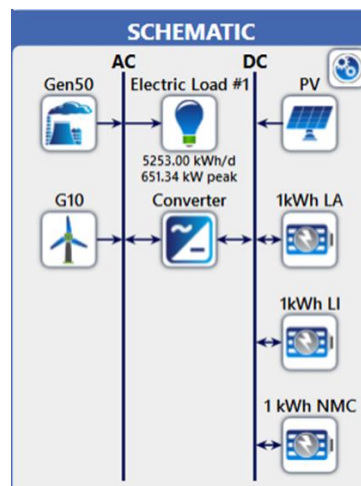 SCHEMATIC
AC DC
Gen50 Electric Load #1 PV
5253.00 kWh/d
651.34 kW peak
G10 Converter 1kWh LA
1kWh LI
1 kWh NMC